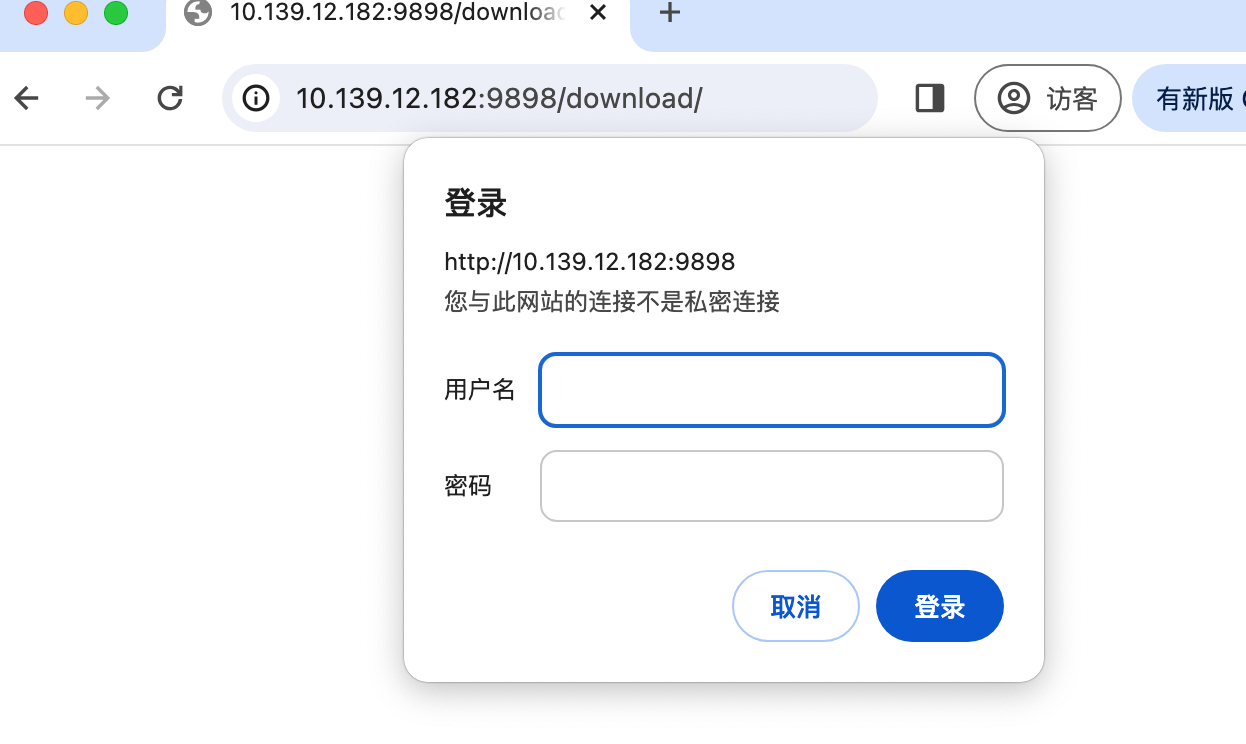 10.139.12.182:9898/download
10.139.12.182:9898/download/
访客
有新版
登录
http://10.139.12.182:9898
您与此网站的连接不是私密连接
用户名
密码
取消
登录